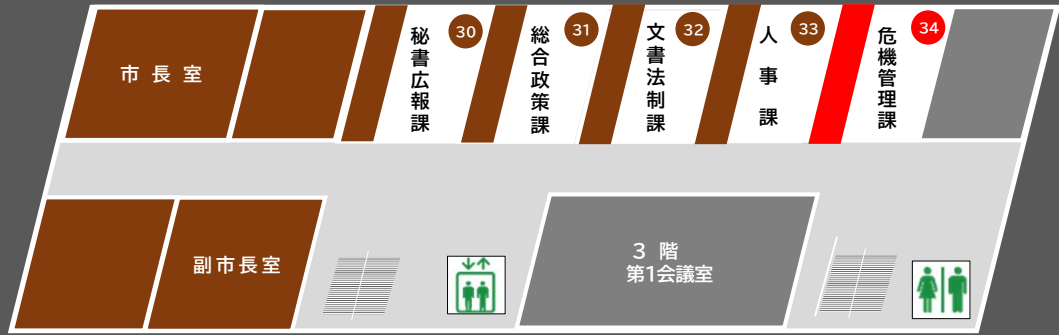 市長室
秘書広報課
30
総合政策課
31
文書法制課
32
人事課
33
危機管理課
34
副市長室
3 階
第1会議室